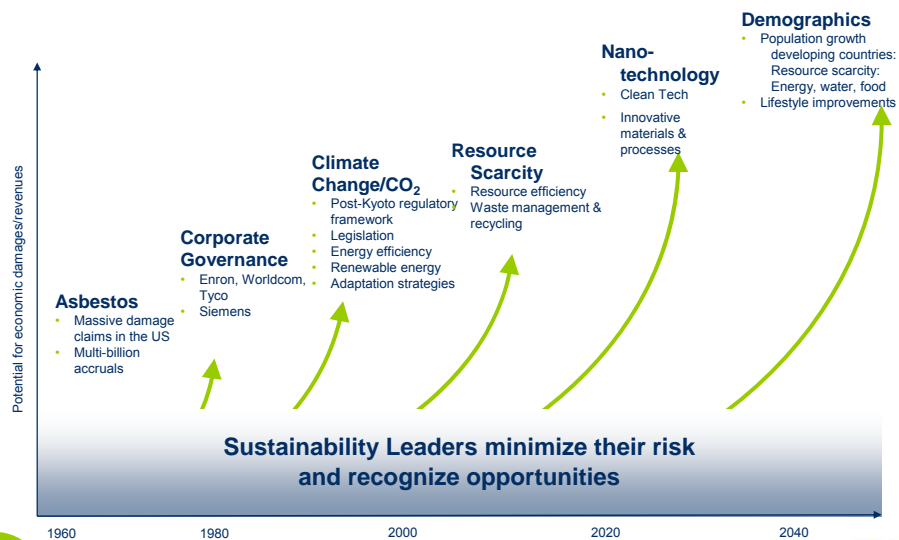 Demographics
• Population growth
developing countries:
Resource scarcity:
Energy, water, food
• Lifestyle improvements
Nano-
technology
• Clean Tech
• Innovative
materials &
processes
Resource
Scarcity
• Resource efficiency
• Waste management &
recycling
Climate
Change/CO₂
• Post-Kyoto regulatory
framework
• Legislation
• Energy efficiency
• Renewable energy
• Adaptation strategies
Corporate
Governance
• Enron, Worldcom,
Tyco
• Siemens
Asbestos
• Massive damage
claims in the US
• Multi-billion
accruals
Potential for economic damages/revenues
Sustainability Leaders minimize their risk
and recognize opportunities
1960 1980 2000 2020 2040